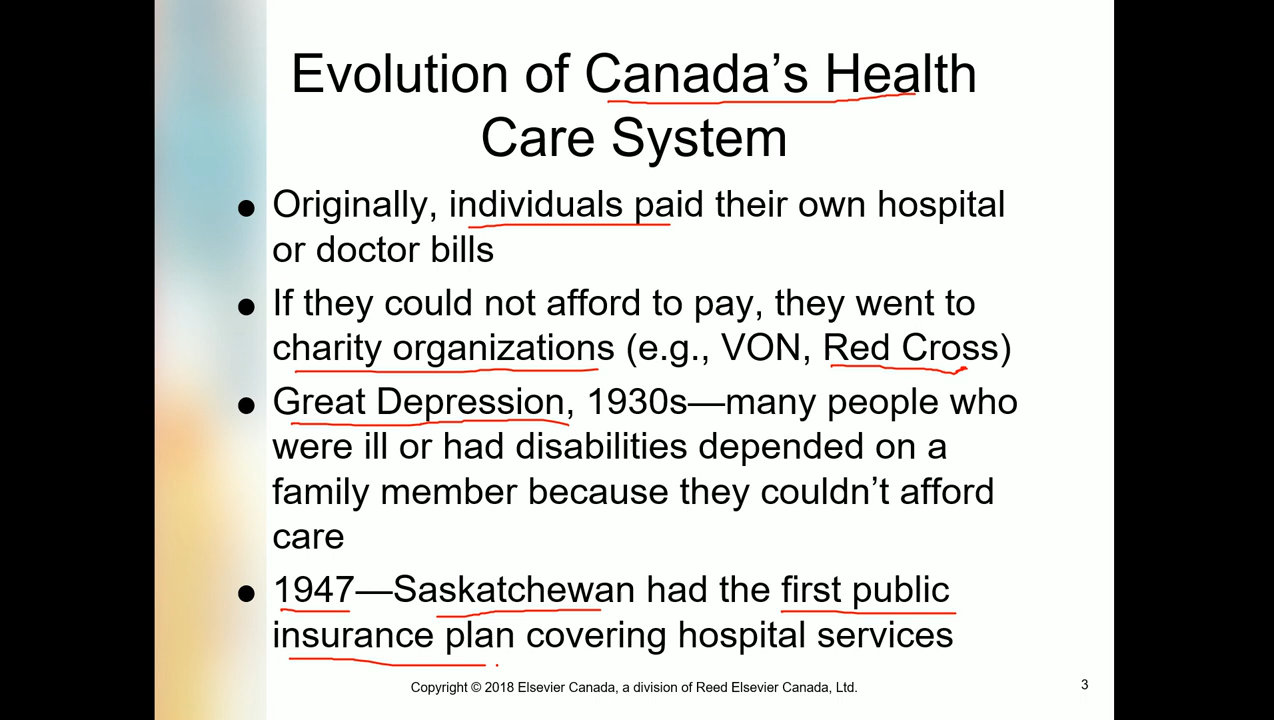 Evolution of Canada’s Health
Care System
● Originally, individuals paid their own hospital
or doctor bills
● If they could not afford to pay, they went to
charity organizations (e.g., VON, Red Cross)
● Great Depression, 1930s—many people who
were ill or had disabilities depended on a
family member because they couldn’t afford
care
● 1947—Saskatchewan had the first public
insurance plan covering hospital services
Copyright © 2018 Elsevier Canada, a division of Reed Elsevier Canada, Ltd.
3